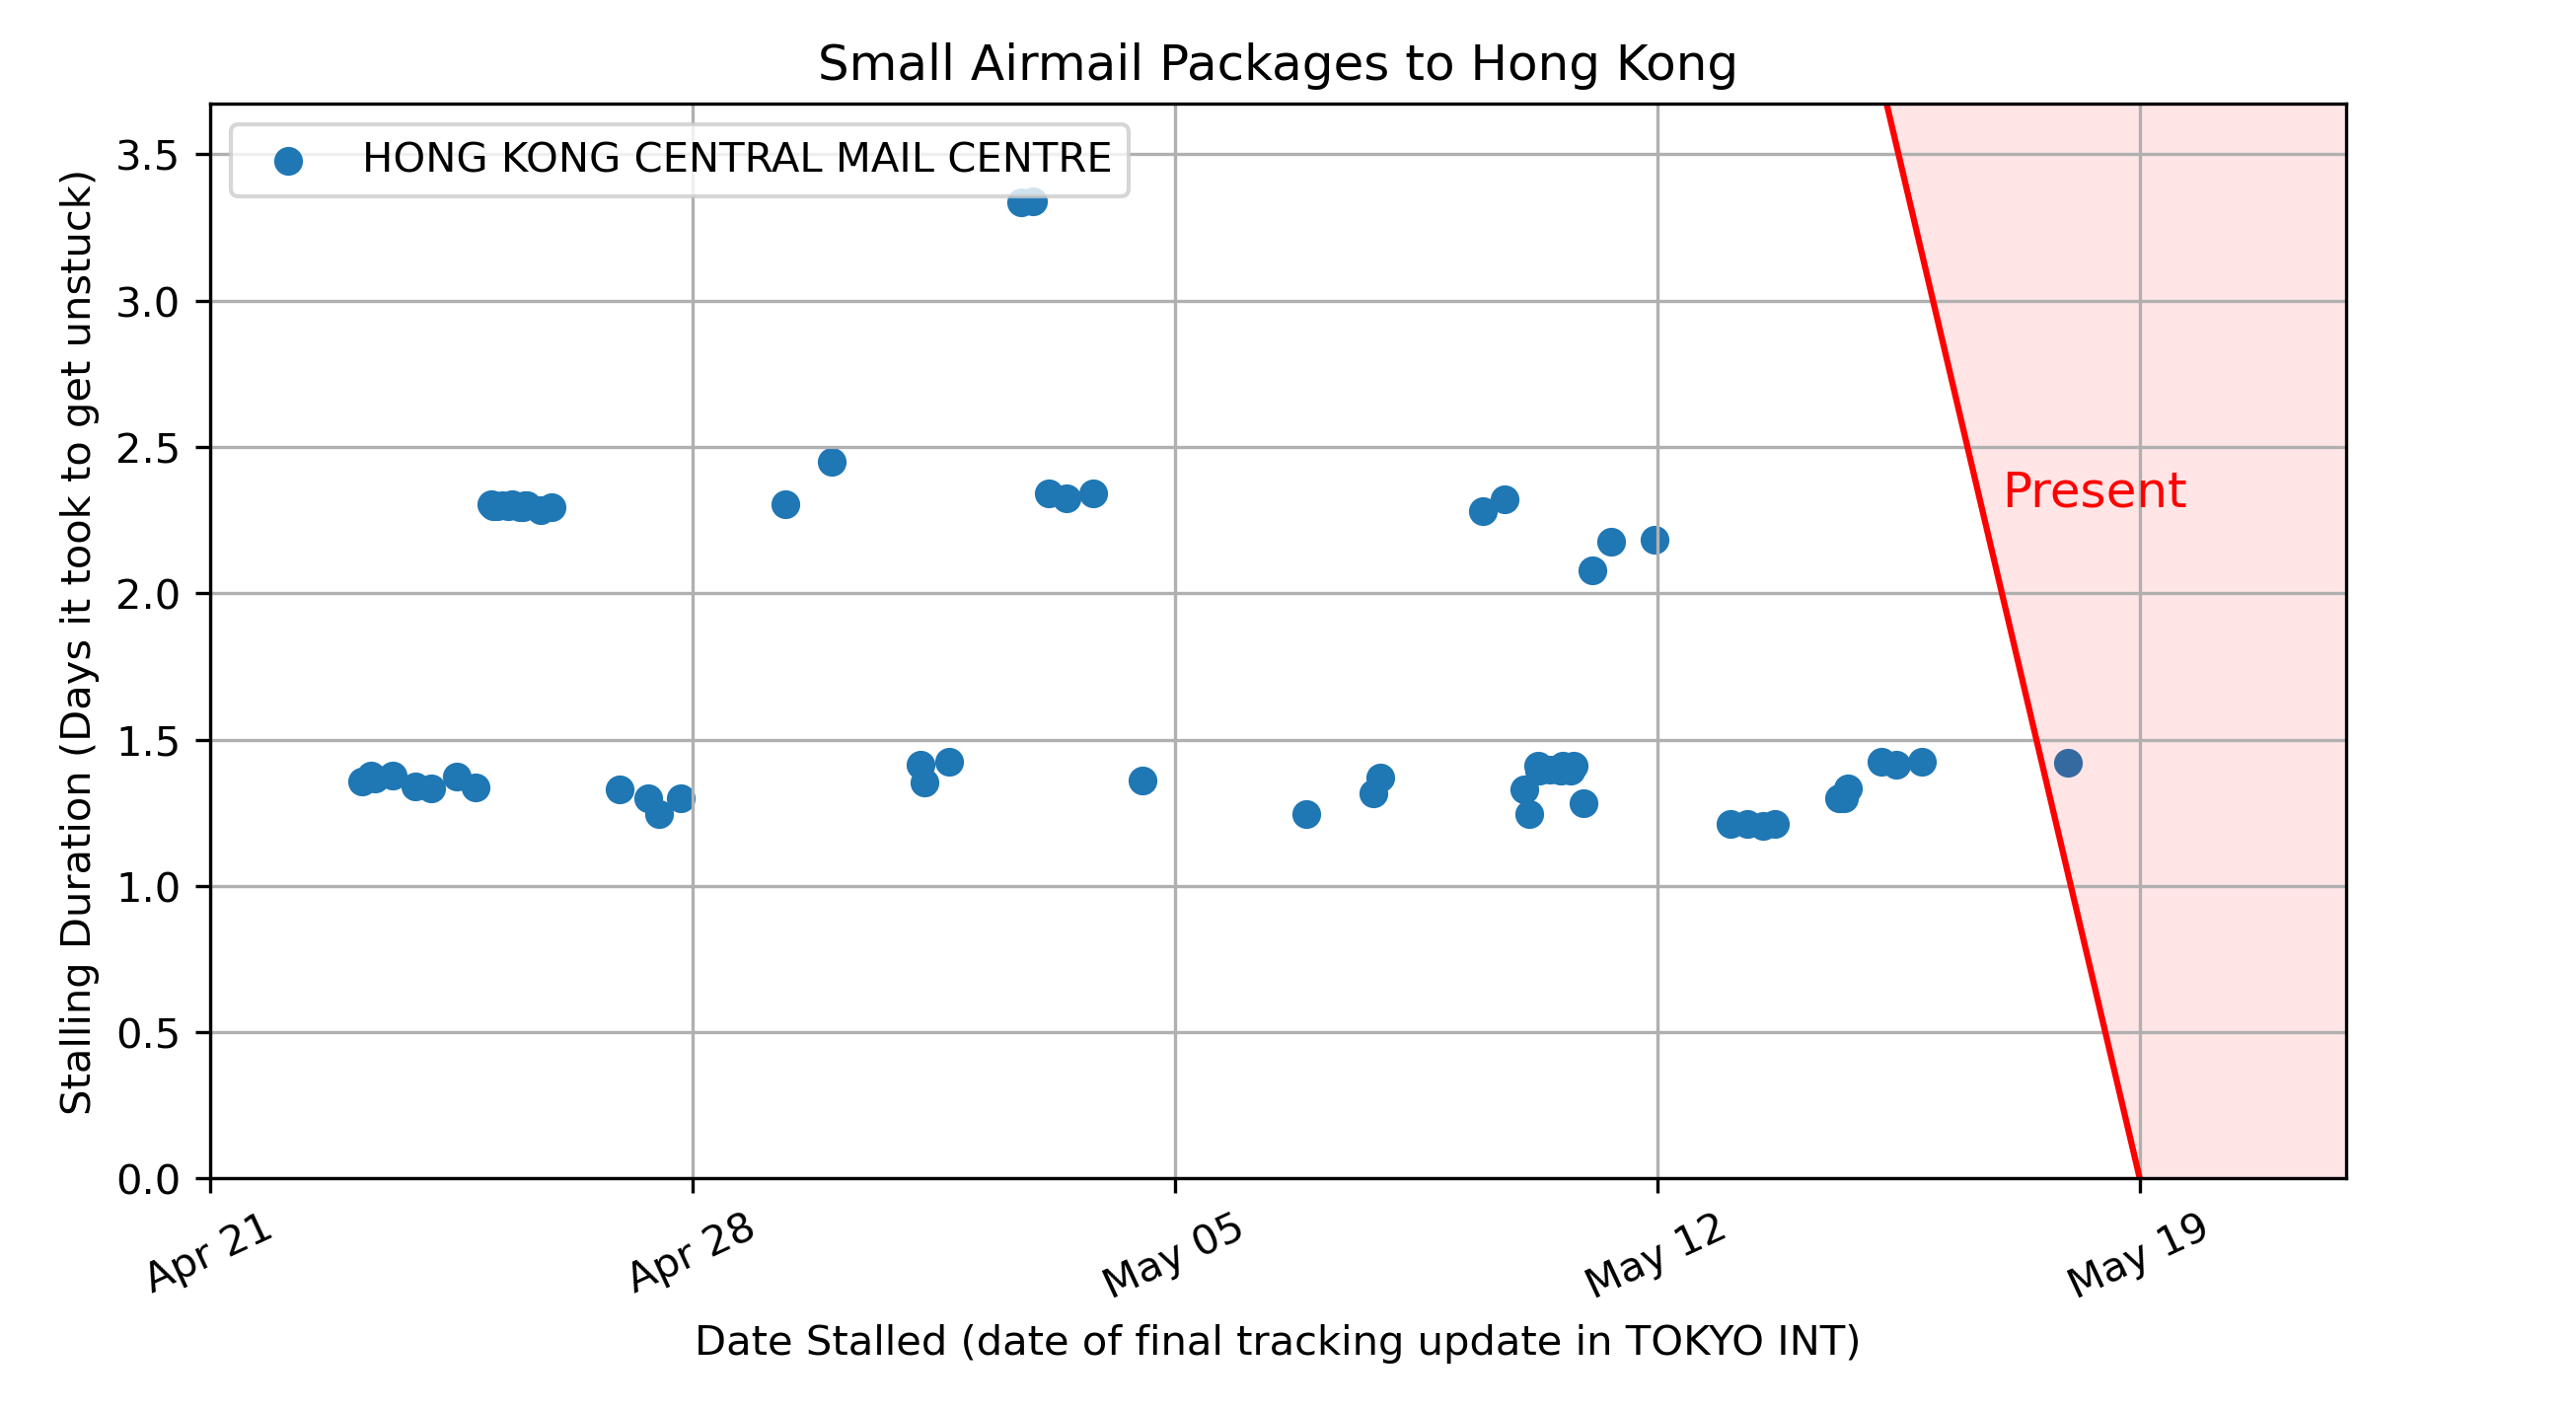 Small Airmail Packages to Hong Kong
HONG KONG CENTRAL MAIL CENTRE
Stalling Duration (Days it took to get unstuck)
3.5
3.0
2.5
2.0
1.5
1.0
0.5
0.0
Present
Apr 21
Apr 28
May 05
May 12
May 19
Date Stalled (date of final tracking update in TOKYO INT)